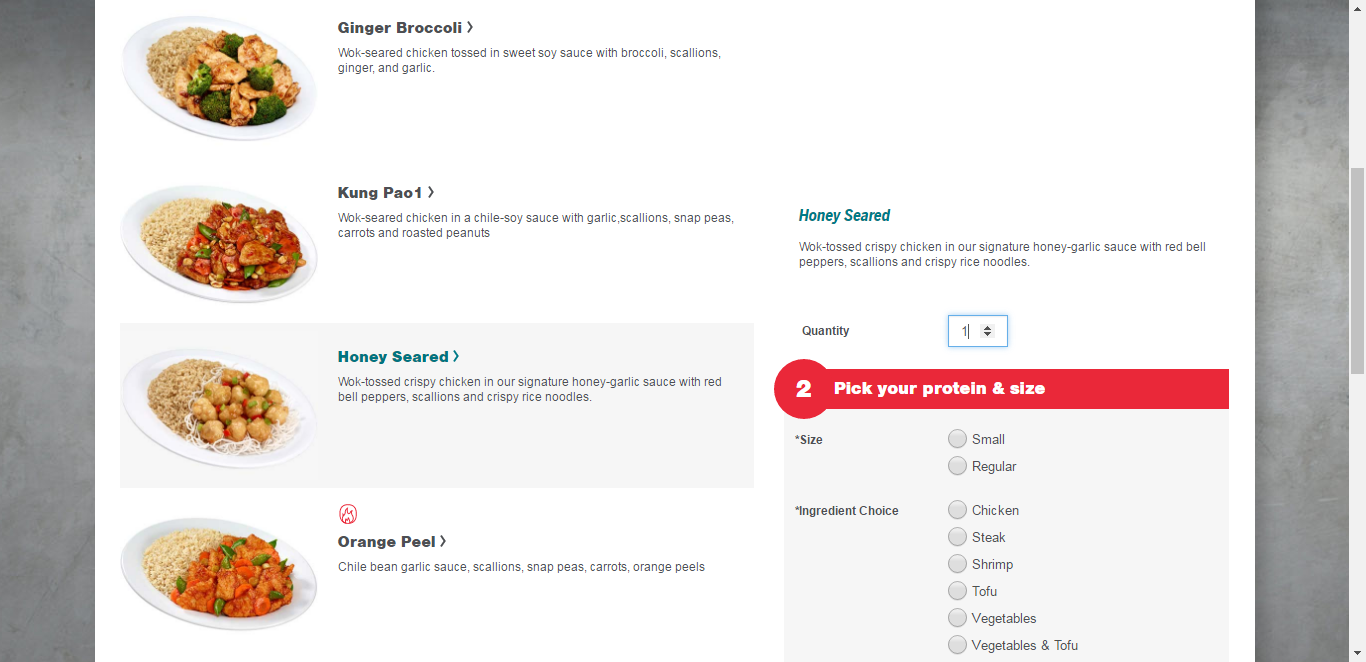 Ginger Broccoli >
Wok-seared chicken tossed in sweet soy sauce with broccoli, scallions,
ginger, and garlic.
Kung Pao1 >
Wok-seared chicken in a chile-soy sauce with garlic,scallions, snap peas,
carrots and roasted peanuts
Honey Seared >
Wok-tossed crispy chicken in our signature honey-garlic sauce with red
bell peppers, scallions and crispy rice noodles.
Orange Peel >
Chile bean garlic sauce, scallions, snap peas, carrots, orange peels
Honey Seared
Wok-tossed crispy chicken in our signature honey-garlic sauce with red bell
peppers, scallions and crispy rice noodles.
Quantity 1
2 Pick your protein & size
*Size
Small
Regular
*Ingredient Choice
Chicken
Steak
Shrimp
Tofu
Vegetables
Vegetables & Tofu